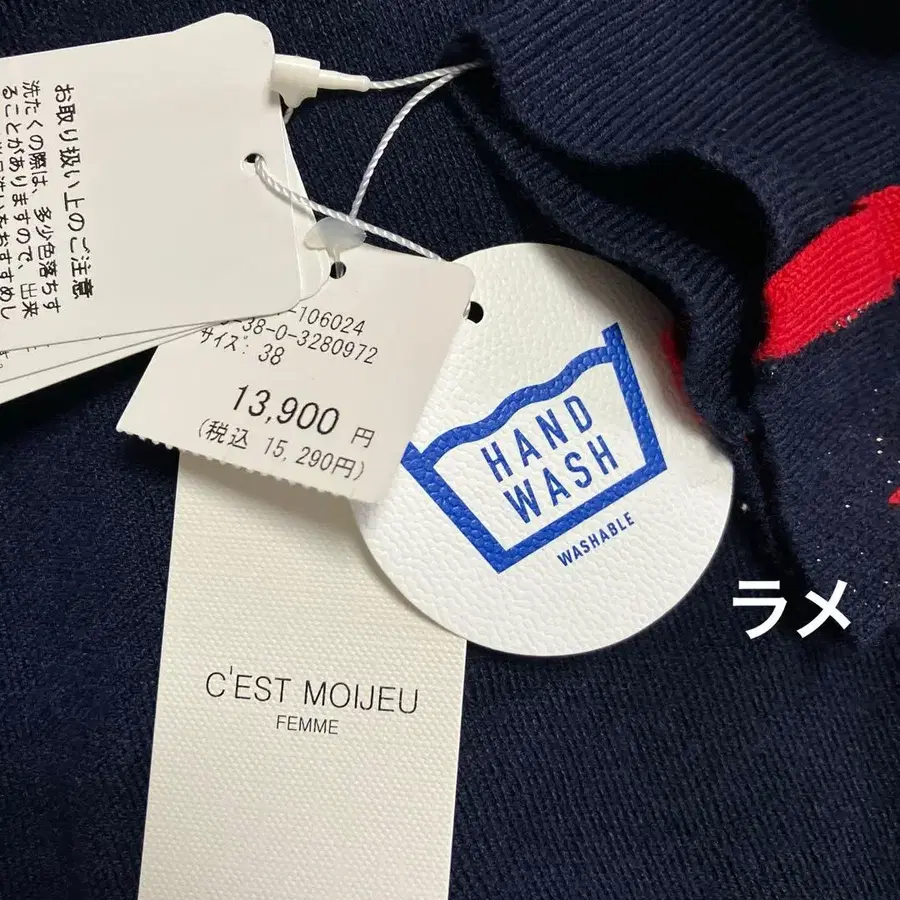 お取り扱い上のご注意
洗たくの際は、多少色落ちす
ることがありますので、出来
-106024
-38-0-3280972
サイズ: 38
13,900 円
(税込 15,290円)
HAND
WASH
WASHABLE
ラメ
C'EST MOIJEU
FEMME